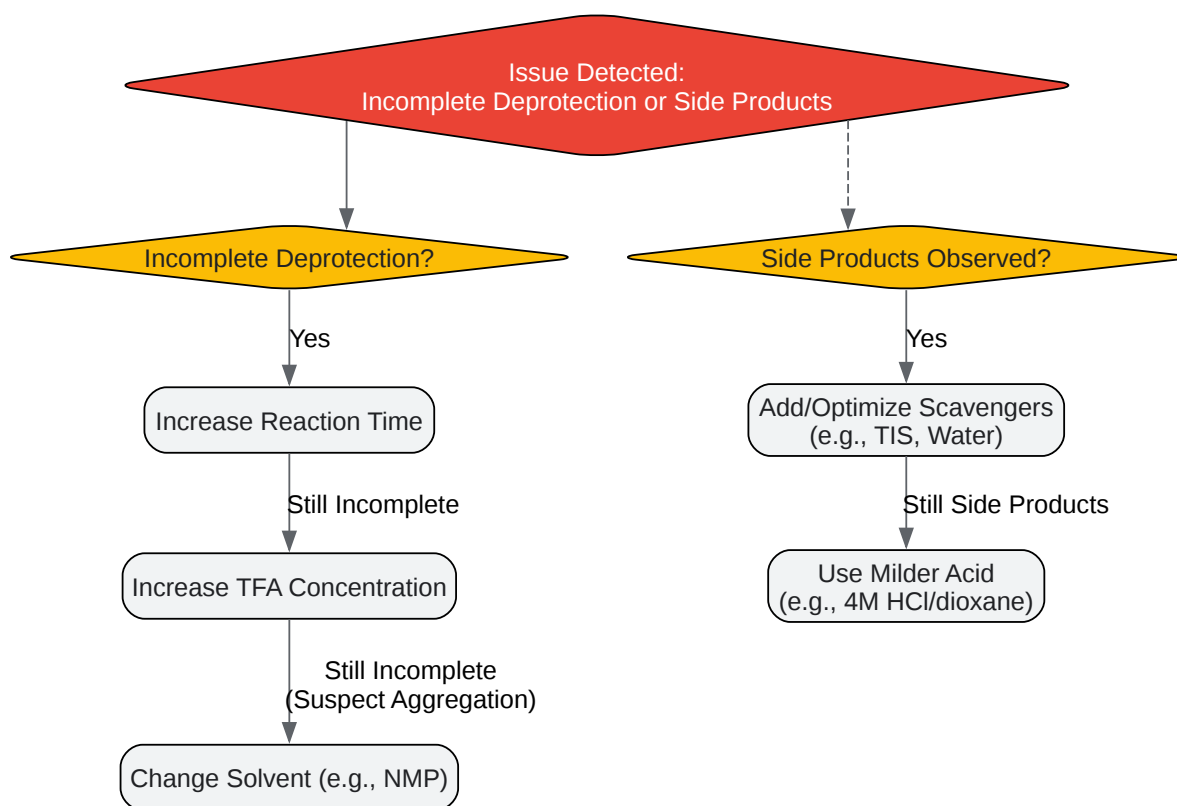 Issue Detected:
Incomplete Deprotection or Side Products
Incomplete Deprotection?
Side Products Observed?
Yes
Yes
Increase Reaction Time
Add/Optimize Scavengers
(e.g., TIS, Water)
Still Incomplete
Still Side Products
Increase TFA Concentration
Use Milder Acid
(e.g., 4M HCl/dioxane)
Still Incomplete
(Suspect Aggregation)
Change Solvent (e.g., NMP)